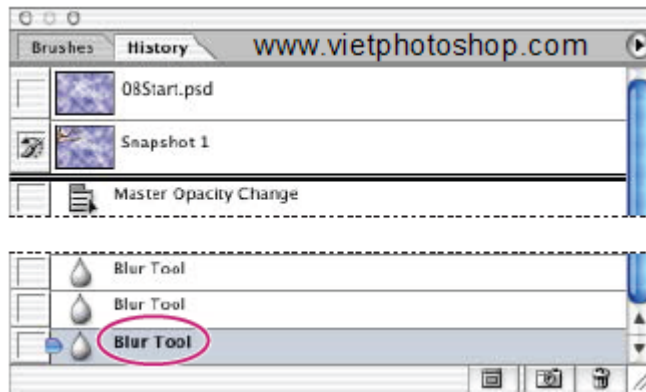 Brushes History www.vietphotoshop.com
08Start.psd
Snapshot 1
Master Opacity Change
Blur Tool
Blur Tool
Blur Tool